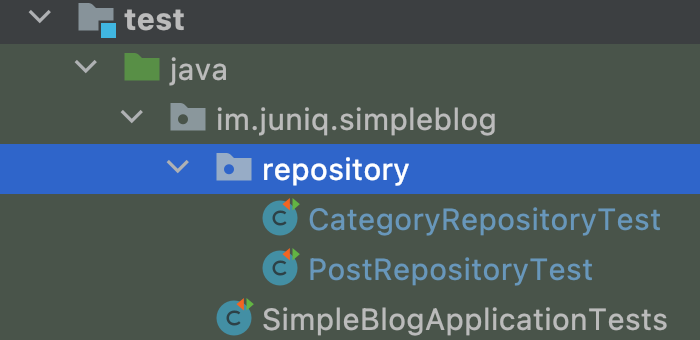 test
java
im.juniq.simpleblog
repository
CategoryRepositoryTest
PostRepositoryTest
SimpleBlogApplicationTests